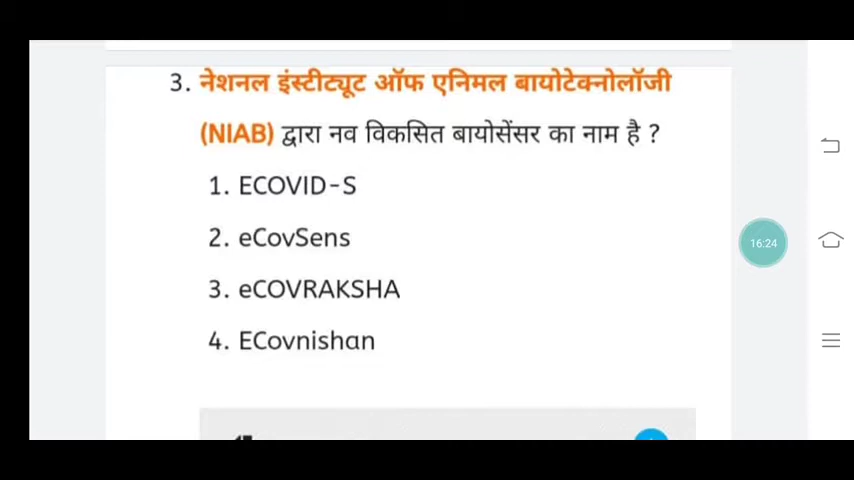 3. नेशनल इंस्टीट्यूट ऑफ एनिमल बायोटेक्नोलॉजी
(NIAB) द्वारा नव विकसित बायोसेंसर का नाम है ?
1. ECOVID-S
2. eCovSens
16:24
3. eCOVRAKSHA
4. ECovnishan